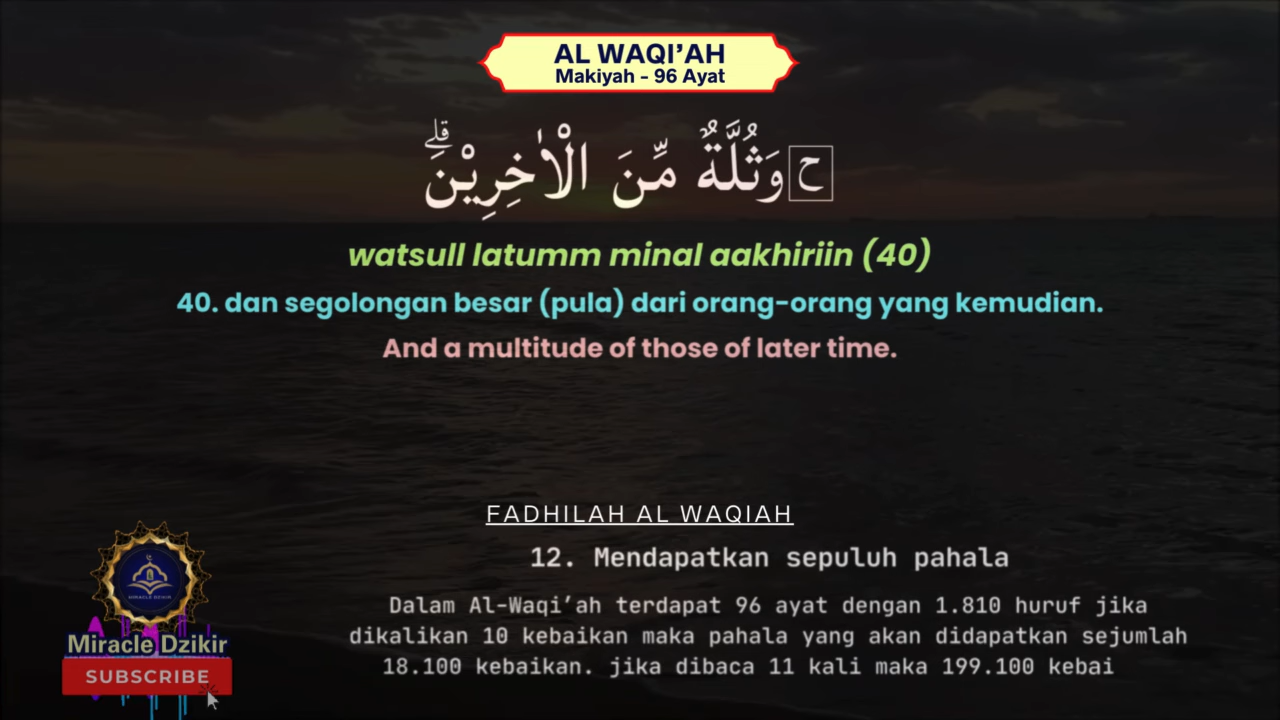 AL WAQI’AH
Makiyah - 96 Ayat
ح وَثُلَّةٌ مِّنَ الْاٰخِرِيْنَۗ
watsull latumm minal aakhiriin (40)
40. dan segolongan besar (pula) dari orang-orang yang kemudian.
And a multitude of those of later time.
FADHILAH AL WAQIAH
12. Mendapatkan sepuluh pahala
Dalam Al-Waqi’ah terdapat 96 ayat dengan 1.810 huruf jika
dikalikan 10 kebaikan maka pahala yang akan didapatkan sejumlah
18.100 kebaikan. jika dibaca 11 kali maka 199.100 kebai
MIRACLE DZIKIR
Miracle Dzikir
SUBSCRIBE